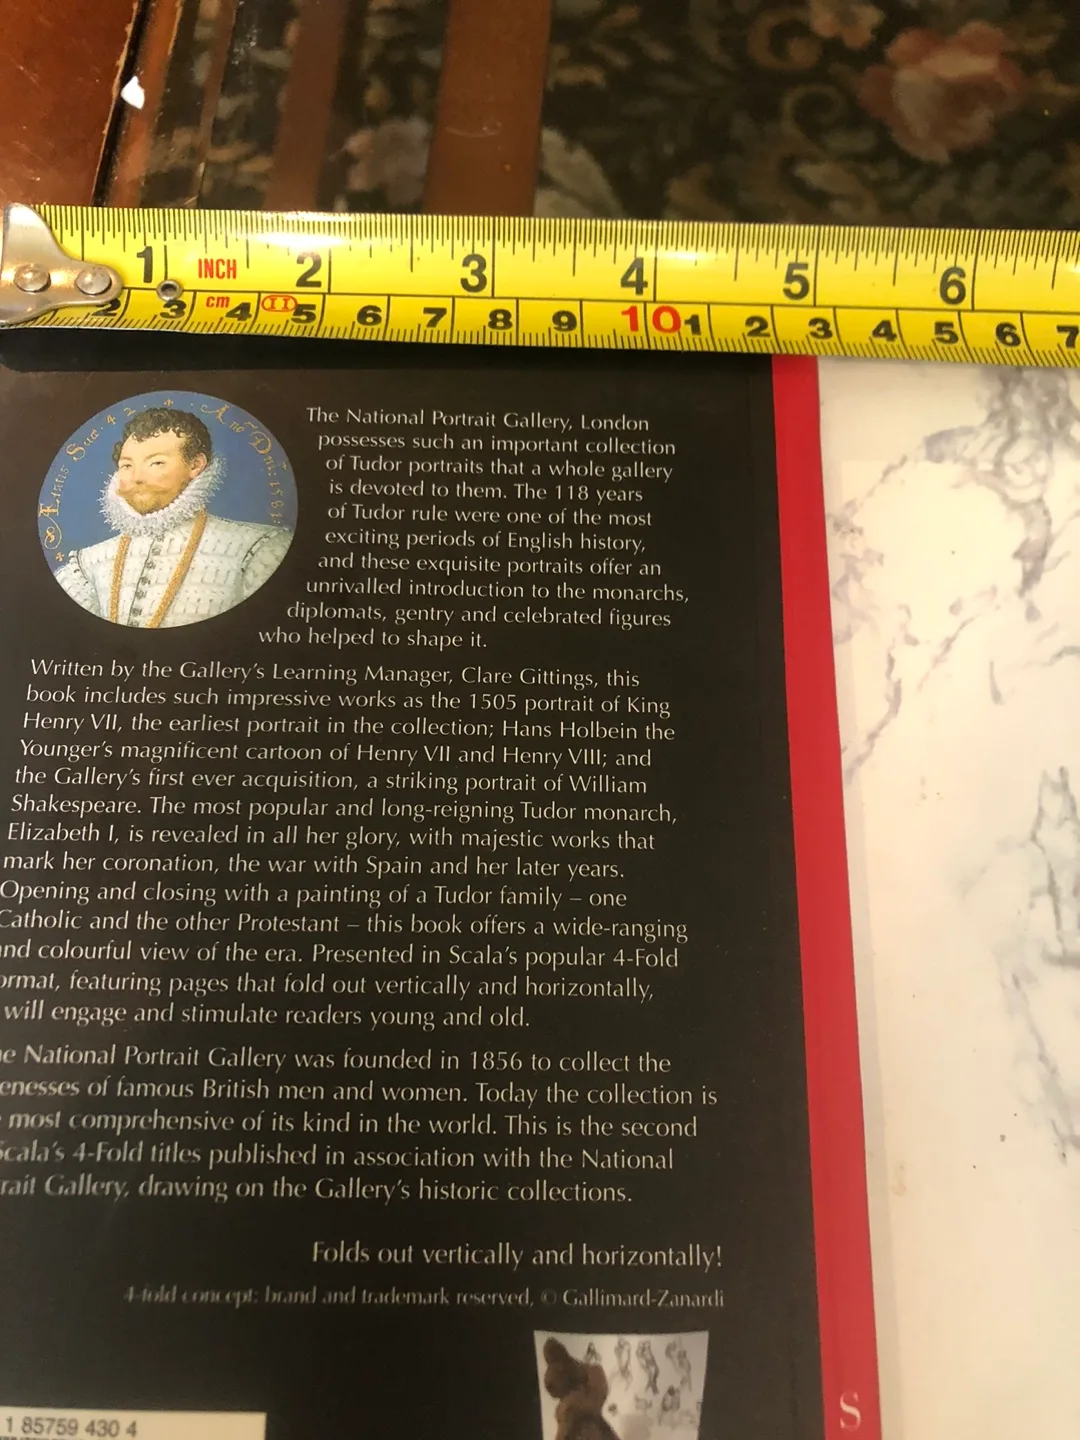 1 INCH 2 3 4 5 6
2 3 cm 4 II 5 6 7 8 9 10 1 2 3 4 5 6 7
Ætatis Suæ. 42. Ano Dm: 1581:
The National Portrait Gallery, London
possesses such an important collection
of Tudor portraits that a whole gallery
is devoted to them. The 118 years
of Tudor rule were one of the most
exciting periods of English history,
and these exquisite portraits offer an
unrivalled introduction to the monarchs,
diplomats, gentry and celebrated figures
who helped to shape it.
Written by the Gallery's Learning Manager, Clare Gittings, this
book includes such impressive works as the 1505 portrait of King
Henry VII, the earliest portrait in the collection; Hans Holbein the
Younger's magnificent cartoon of Henry VII and Henry VIII; and
the Gallery's first ever acquisition, a striking portrait of William
Shakespeare. The most popular and long-reigning Tudor monarch,
Elizabeth I, is revealed in all her glory, with majestic works that
mark her coronation, the war with Spain and her later years.
Opening and closing with a painting of a Tudor family – one
Catholic and the other Protestant – this book offers a wide-ranging
nd colourful view of the era. Presented in Scala's popular 4-Fold
ormat, featuring pages that fold out vertically and horizontally,
will engage and stimulate readers young and old.
e National Portrait Gallery was founded in 1856 to collect the
enesses of famous British men and women. Today the collection is
most comprehensive of its kind in the world. This is the second
Scala's 4-Fold titles published in association with the National
rait Gallery, drawing on the Gallery's historic collections.
Folds out vertically and horizontally!
4-fold concept: brand and trademark reserved, © Gallimard-Zanardi
1 85759 430 4
S